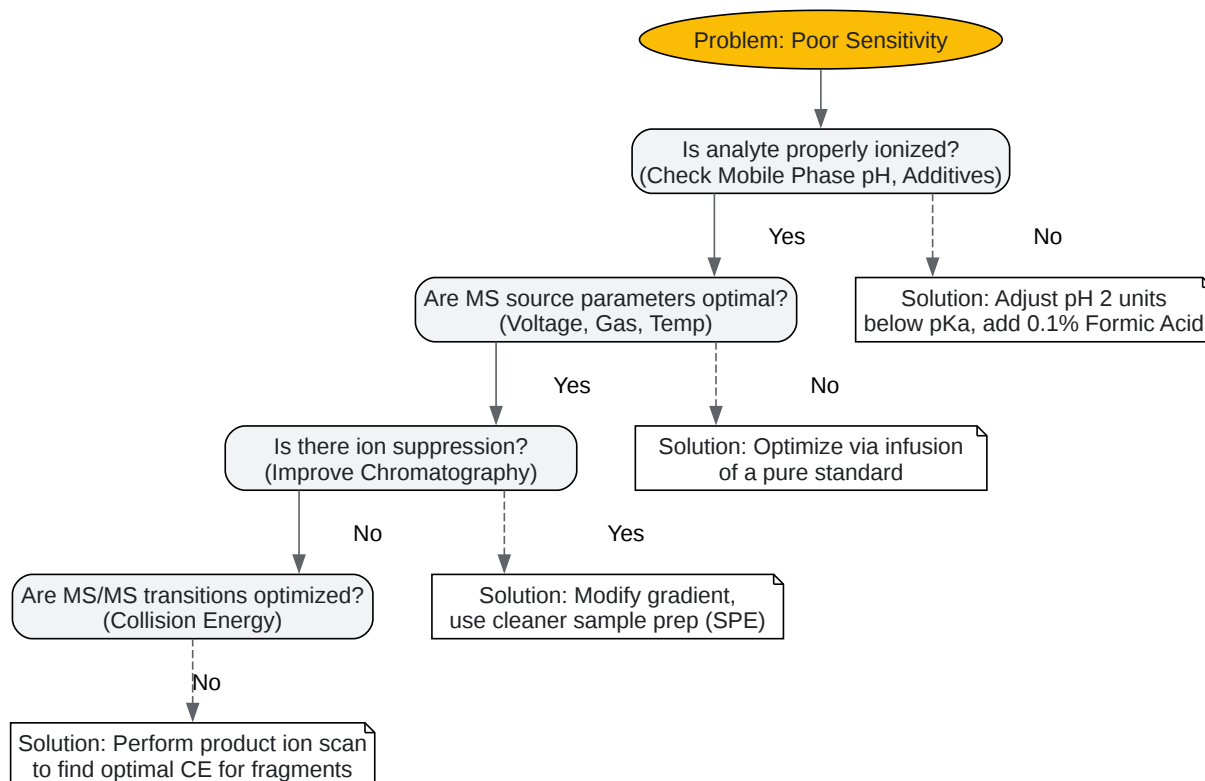 Problem: Poor Sensitivity
Is analyte properly ionized?
(Check Mobile Phase pH, Additives)
Yes
No
Are MS source parameters optimal?
(Voltage, Gas, Temp)
Solution: Adjust pH 2 units
below pKa, add 0.1% Formic Acid
Yes
No
Is there ion suppression?
(Improve Chromatography)
Solution: Optimize via infusion
of a pure standard
No
Yes
Are MS/MS transitions optimized?
(Collision Energy)
Solution: Modify gradient,
use cleaner sample prep (SPE)
No
Solution: Perform product ion scan
to find optimal CE for fragments